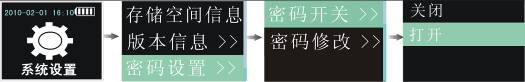 2010-02-01 16:10
系统设置
存储空间信息
版本信息 >>
密码设置 >>
密码开关 >>
密码修改 >>
关闭
打开